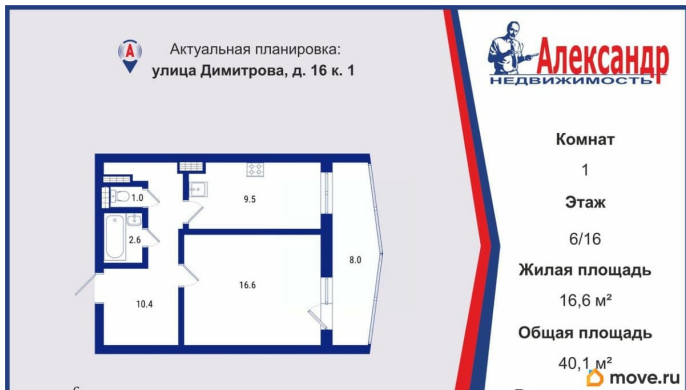 Актуальная планировка:
улица Димитрова, д. 16 к. 1
Александр
НЕДВИЖИМОСТЬ
1.0
9.5
2.6
10.4
16.6
8.0
Комнат
1
Этаж
6/16
Жилая площадь
16,6 м²
Общая площадь
40,1 м²
move.ru